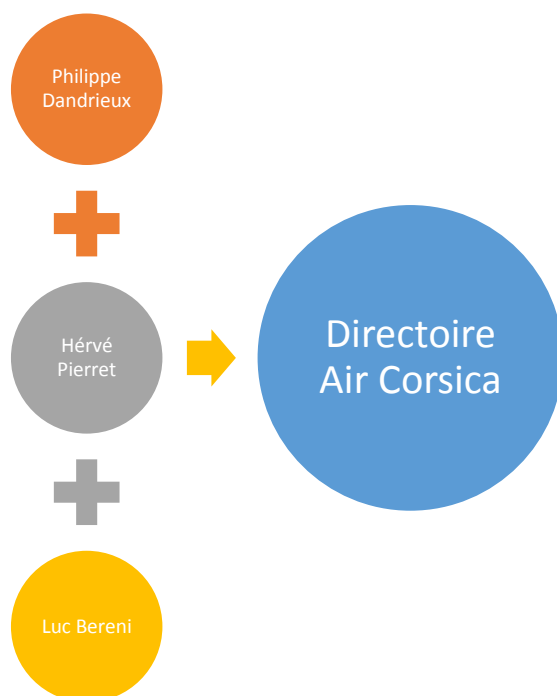 Philippe
Dandrieux
Hérvé
Pierret
Directoire
Air Corsica
Luc Bereni